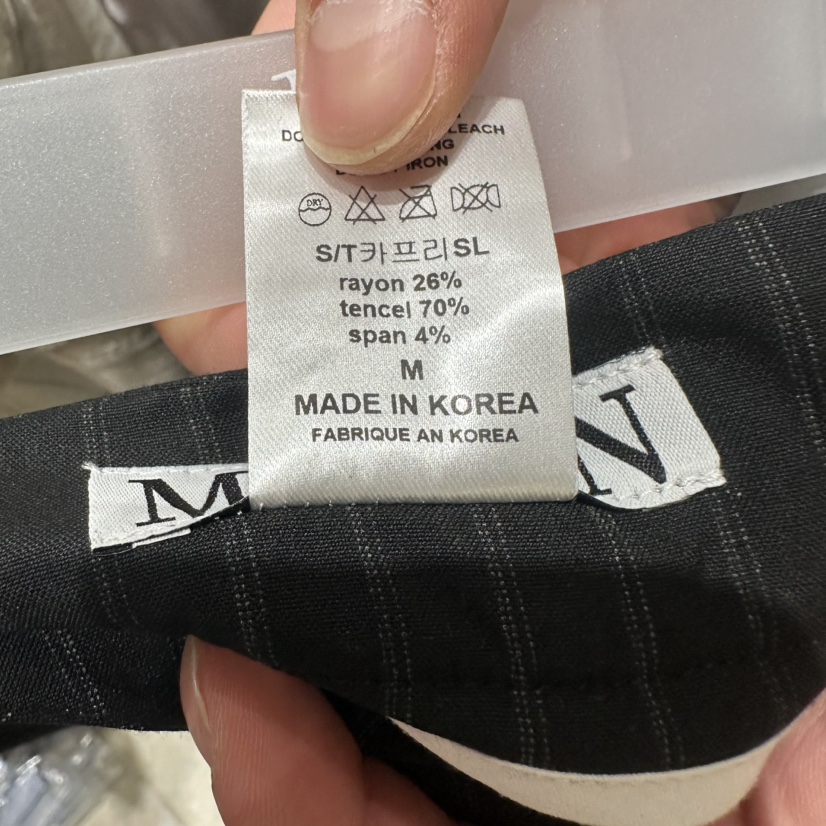 LEACH
IRON
DRY
S/T카프리SL
rayon 26%
tencel 70%
span 4%
M
MADE IN KOREA
FABRIQUE AN KOREA
M
N